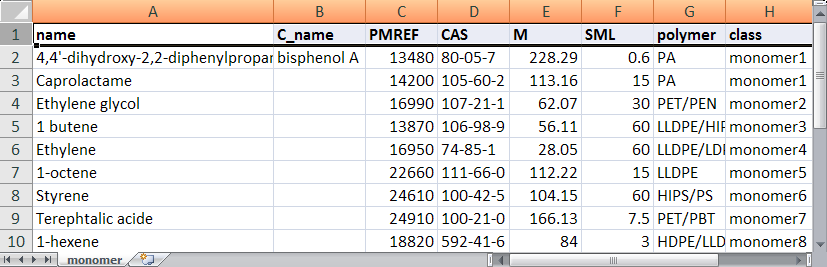 A B C D E F G H
1 name C_name PMREF CAS M SML polymer class
2 4,4'-dihydroxy-2,2-diphenylpropan bisphenol A 13480 80-05-7 228.29 0.6 PA monomer1
3 Caprolactame 14200 105-60-2 113.16 15 PA monomer1
4 Ethylene glycol 16990 107-21-1 62.07 30 PET/PEN monomer2
5 1 butene 13870 106-98-9 56.11 60 LLDPE/HIP monomer3
6 Ethylene 16950 74-85-1 28.05 60 LLDPE/LDI monomer4
7 1-octene 22660 111-66-0 112.22 15 LLDPE monomer5
8 Styrene 24610 100-42-5 104.15 60 HIPS/PS monomer6
9 Terephtalic acide 24910 100-21-0 166.13 7.5 PET/PBT monomer7
10 1-hexene 18820 592-41-6 84 3 HDPE/LLD monomer8
monomer